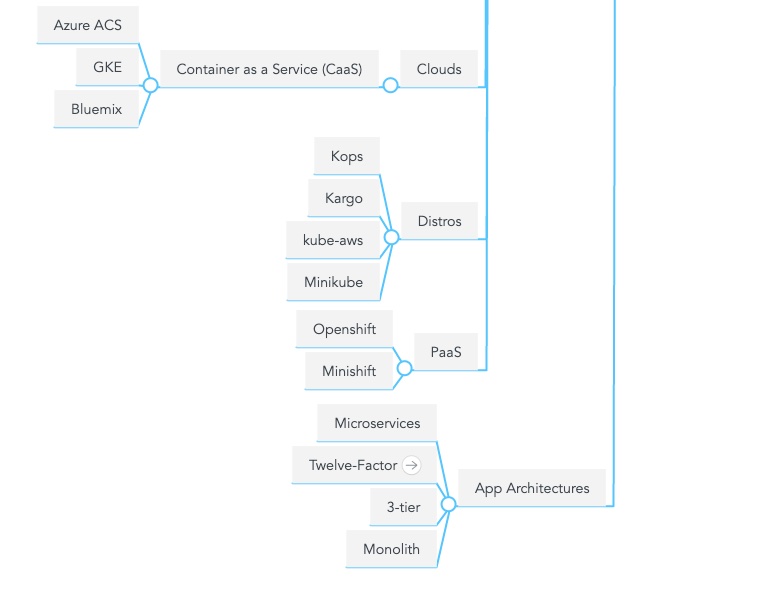 Azure ACS
GKE
Bluemix
Container as a Service (CaaS)
Clouds
Kops
Kargo
kube-aws
Minikube
Distros
Openshift
Minishift
PaaS
Microservices
Twelve-Factor
3-tier
Monolith
App Architectures